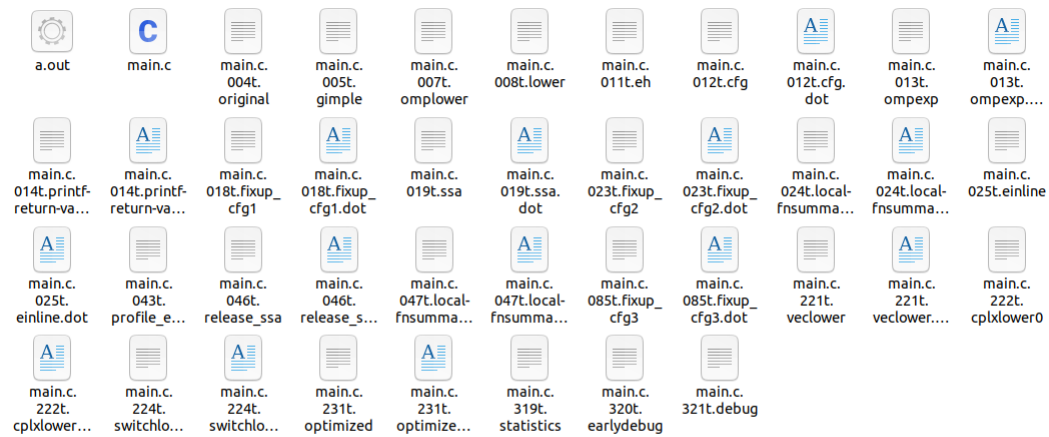 a.out
main.c
main.c.
004t.
original
main.c.
005t.
gimple
main.c.
007t.
omplower
main.c.
008t.lower
main.c.
011t.eh
main.c.
012t.cfg
main.c.
012t.cfg.
dot
main.c.
013t.
ompexp
main.c.
013t.
ompexp....
main.c.
014t.printf-
return-va...
main.c.
014t.printf-
return-va...
main.c.
018t.fixup_
cfg1
main.c.
018t.fixup_
cfg1.dot
main.c.
019t.ssa
main.c.
019t.ssa.
dot
main.c.
023t.fixup_
cfg2
main.c.
023t.fixup_
cfg2.dot
main.c.
024t.local-
fnsumma...
main.c.
024t.local-
fnsumma...
main.c.
025t.einline
main.c.
025t.
einline.dot
main.c.
043t.
profile_e...
main.c.
046t.
release_ssa
main.c.
046t.
release_s...
main.c.
047t.local-
fnsumma...
main.c.
047t.local-
fnsumma...
main.c.
085t.fixup_
cfg3
main.c.
085t.fixup_
cfg3.dot
main.c.
221t.
veclower
main.c.
221t.
veclower....
main.c.
222t.
cplxlower0
main.c.
222t.
cplxlower...
main.c.
224t.
switchlo...
main.c.
224t.
switchlo...
main.c.
231t.
optimized
main.c.
231t.
optimize...
main.c.
319t.
statistics
main.c.
320t.
earlydebug
main.c.
321t.debug